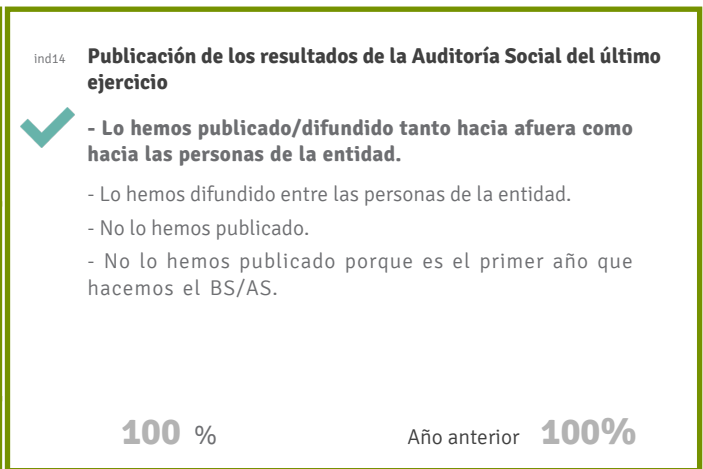 ind14 Publicación de los resultados de la Auditoría Social del último
ejercicio
- Lo hemos publicado/difundido tanto hacia afuera como
hacia las personas de la entidad.
- Lo hemos difundido entre las personas de la entidad.
- No lo hemos publicado.
- No lo hemos publicado porque es el primer año que
hacemos el BS/AS.
100 % Año anterior 100%